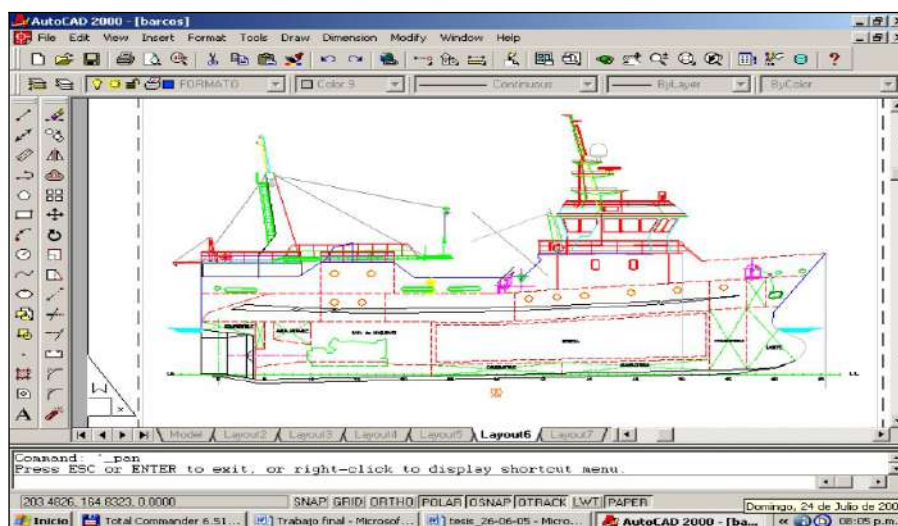 AutoCAD 2000 - [barcos]
File Edit View Insert Format Tools Draw Dimension Modify Window Help
FORMATO Color 9 Continuous ByLayer ByColor
Model Layout2 Layout3 Layout4 Layout5 Layout6 Layout7
Command: '_pan
Press ESC or ENTER to exit, or right-click to display shortcut menu.
203.4826, 164.8323, 0.0000 SNAP GRID ORTHO POLAR OSNAP OTRACK LWT PAPER
Domingo, 24 de Julio de 200
Inicio Total Commander 6.51... Trabajo final - Microsof... tesis_26-06-05 - Micro... AutoCAD 2000 - [ba... 08:05 p.m.